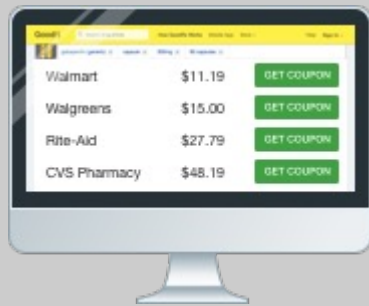 GoodRx
Walmart $11.19 GET COUPON
Walgreens $15.00 GET COUPON
Rite-Aid $27.79 GET COUPON
CVS Pharmacy $48.19 GET COUPON